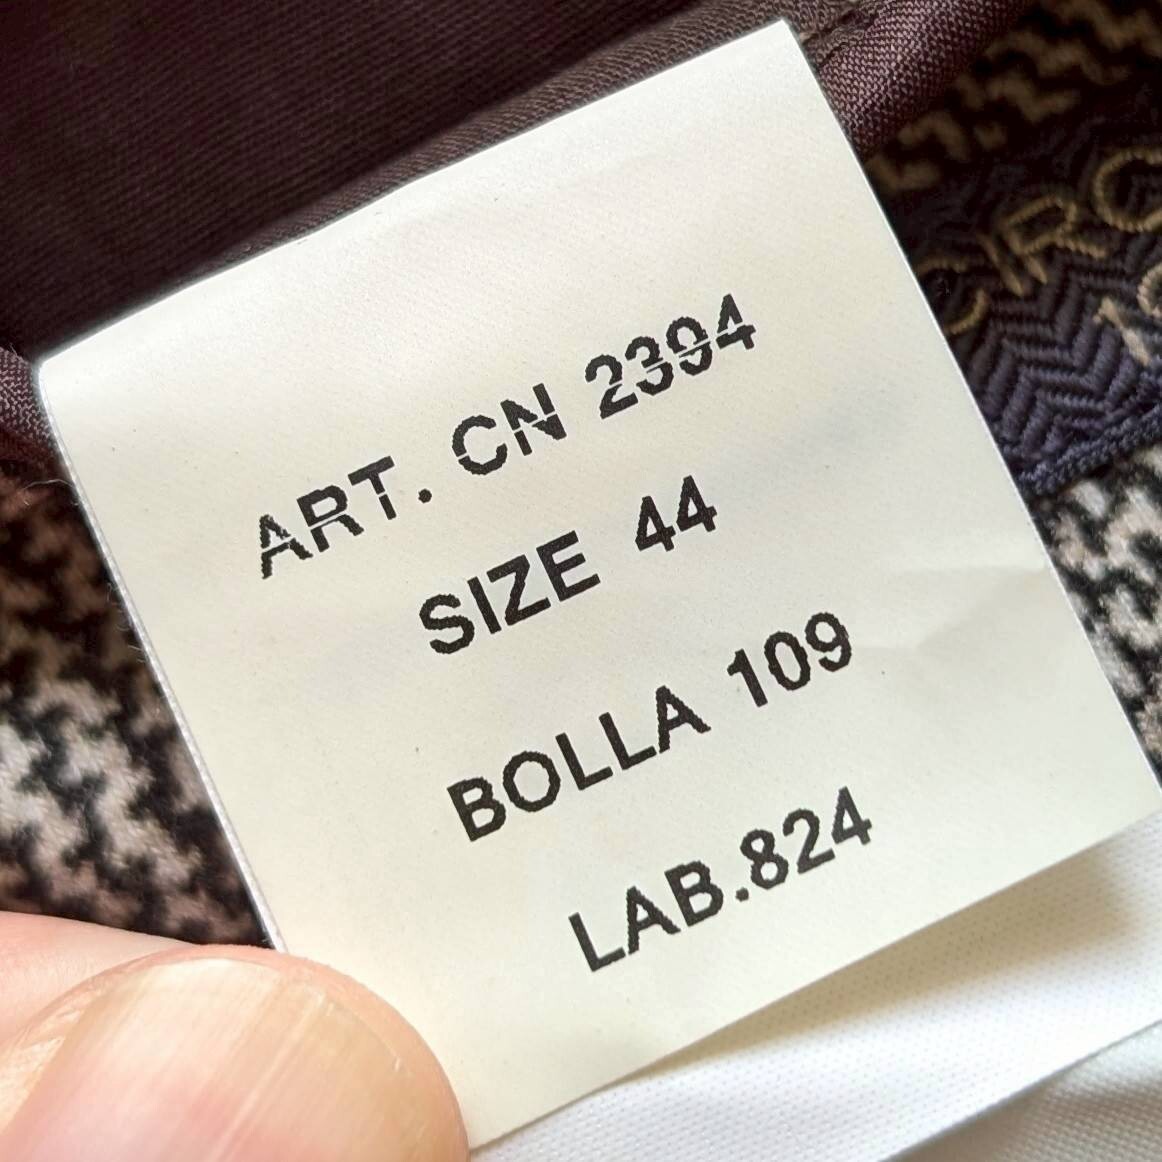 ART. CN 2394
SIZE 44
BOLLA 109
LAB.824